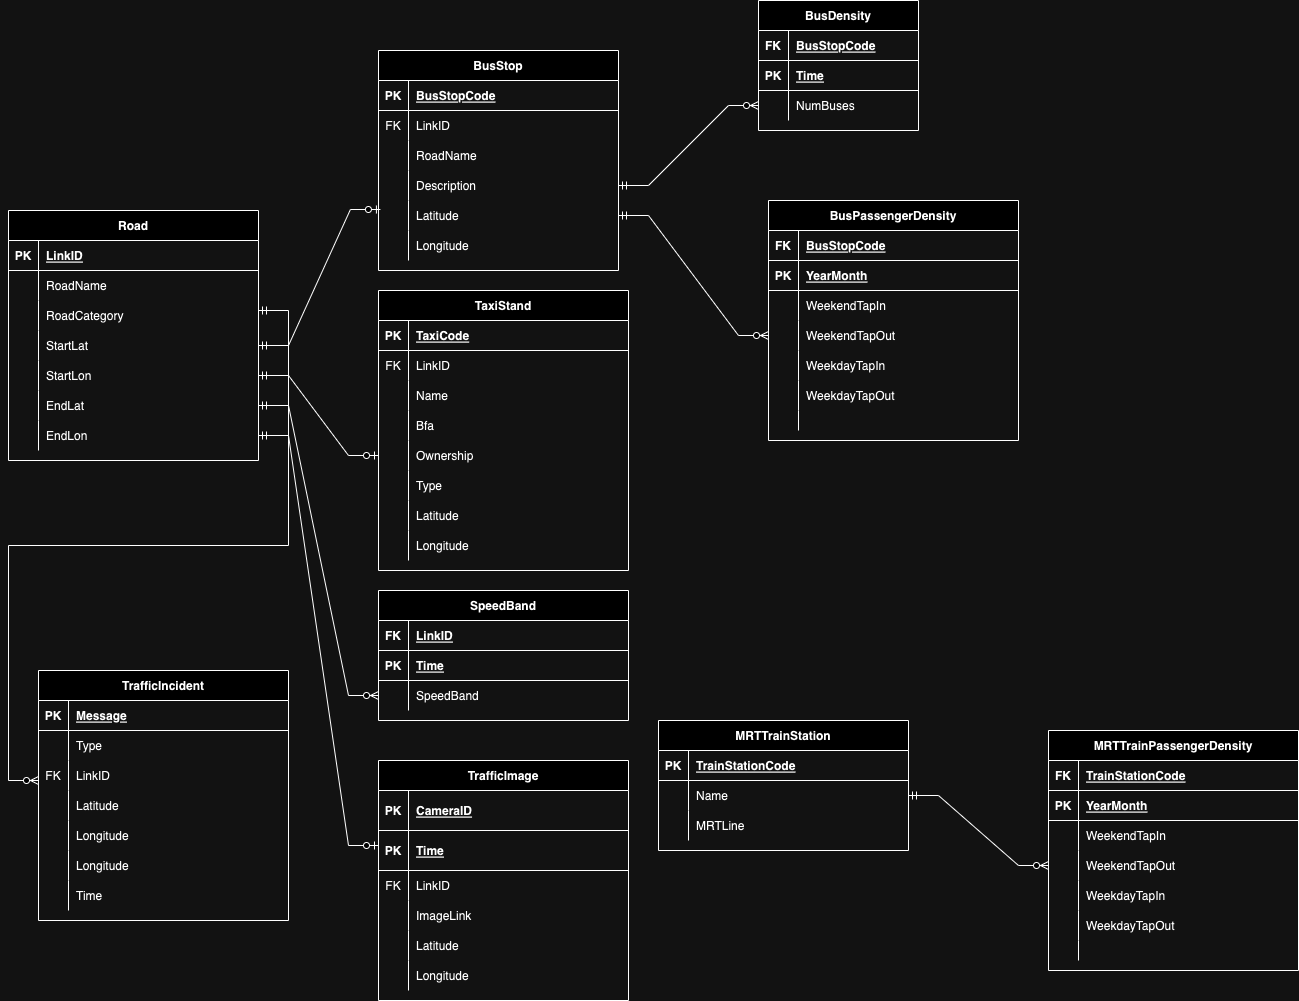 BusDensity
FK BusStopCode
PK Time
NumBuses
BusStop
PK BusStopCode
FK LinkID
RoadName
Description
Latitude
Longitude
BusPassengerDensity
FK BusStopCode
PK YearMonth
WeekendTapIn
WeekendTapOut
WeekdayTapIn
WeekdayTapOut
Road
PK LinkID
RoadName
RoadCategory
StartLat
StartLon
EndLat
EndLon
TaxiStand
PK TaxiCode
FK LinkID
Name
Bfa
Ownership
Type
Latitude
Longitude
SpeedBand
FK LinkID
PK Time
SpeedBand
TrafficIncident
PK Message
Type
FK LinkID
Latitude
Longitude
Longitude
Time
TrafficImage
PK CameraID
PK Time
FK LinkID
ImageLink
Latitude
Longitude
MRTTrainStation
PK TrainStationCode
Name
MRTLine
MRTTrainPassengerDensity
FK TrainStationCode
PK YearMonth
WeekendTapIn
WeekendTapOut
WeekdayTapIn
WeekdayTapOut